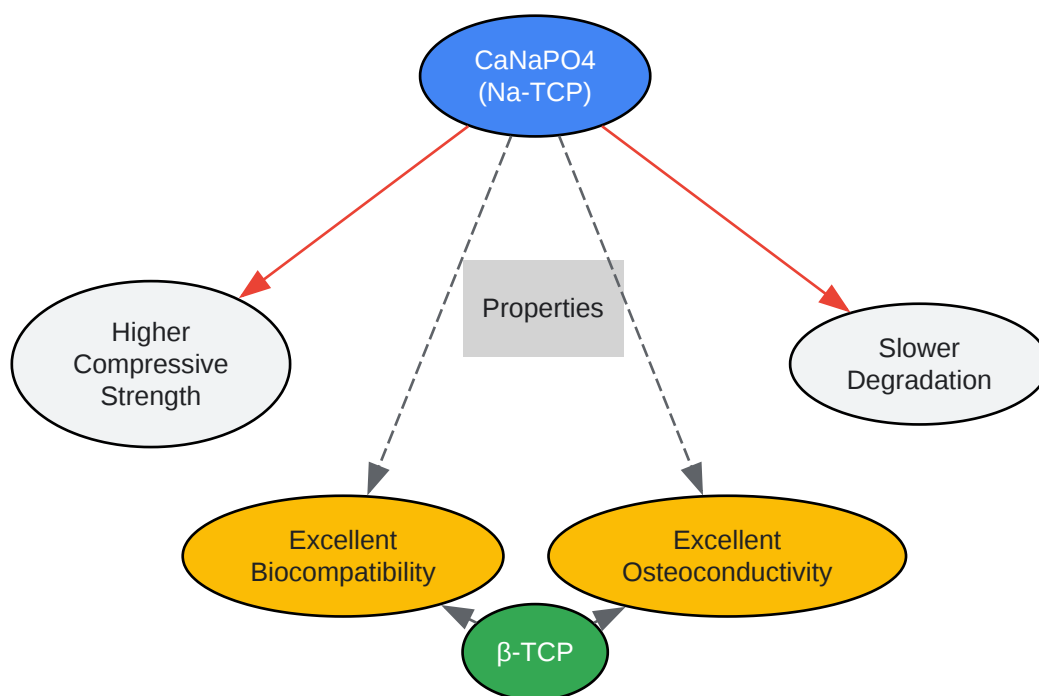 CaNaPO4
(Na-TCP)
Properties
Higher
Compressive
Strength
Slower
Degradation
Excellent
Biocompatibility
Excellent
Osteoconductivity
β-TCP